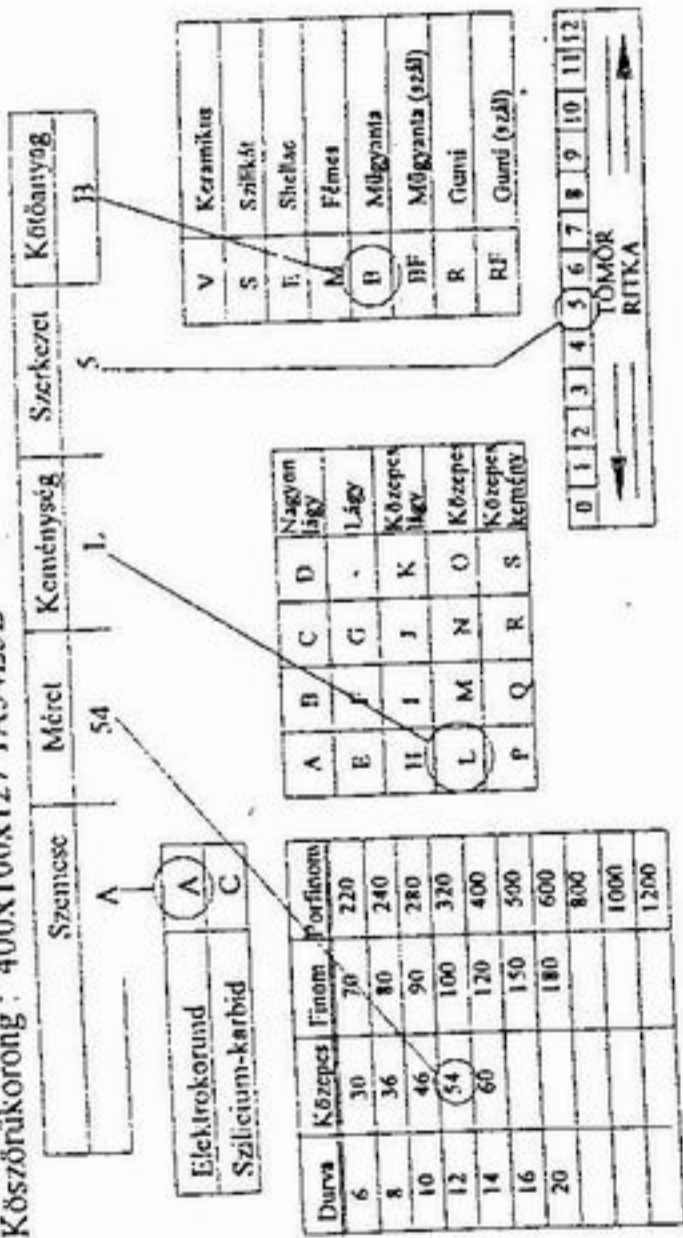 Köszörűkorong : 400X100X127 1A54L5B
Szemcse Méret Keménység Szerkezet Kötőanyag
A 54 L 5 B
Elektrokorund A
Szilicium-karbid C
Durva Közepes Finom Porfinom
6 30 70 220
8 36 80 240
10 46 90 280
12 54 100 320
14 60 120 400
16 150 500
20 180 600
800
1000
1200
A B C D Nagyon lágy
E F G - Lágy
H I J K Közepes lágy
L M N O Közepes
P Q R S Közepes kemény
V Keramikus
S Szilikát
E Shellac
M Fémes
B Műgyanta
BF Műgyanta (szál)
R Gumi
RF Gumi (szál)
0 1 2 3 4 5 6 7 8 9 10 11 12
TÖMÖR
RITKA